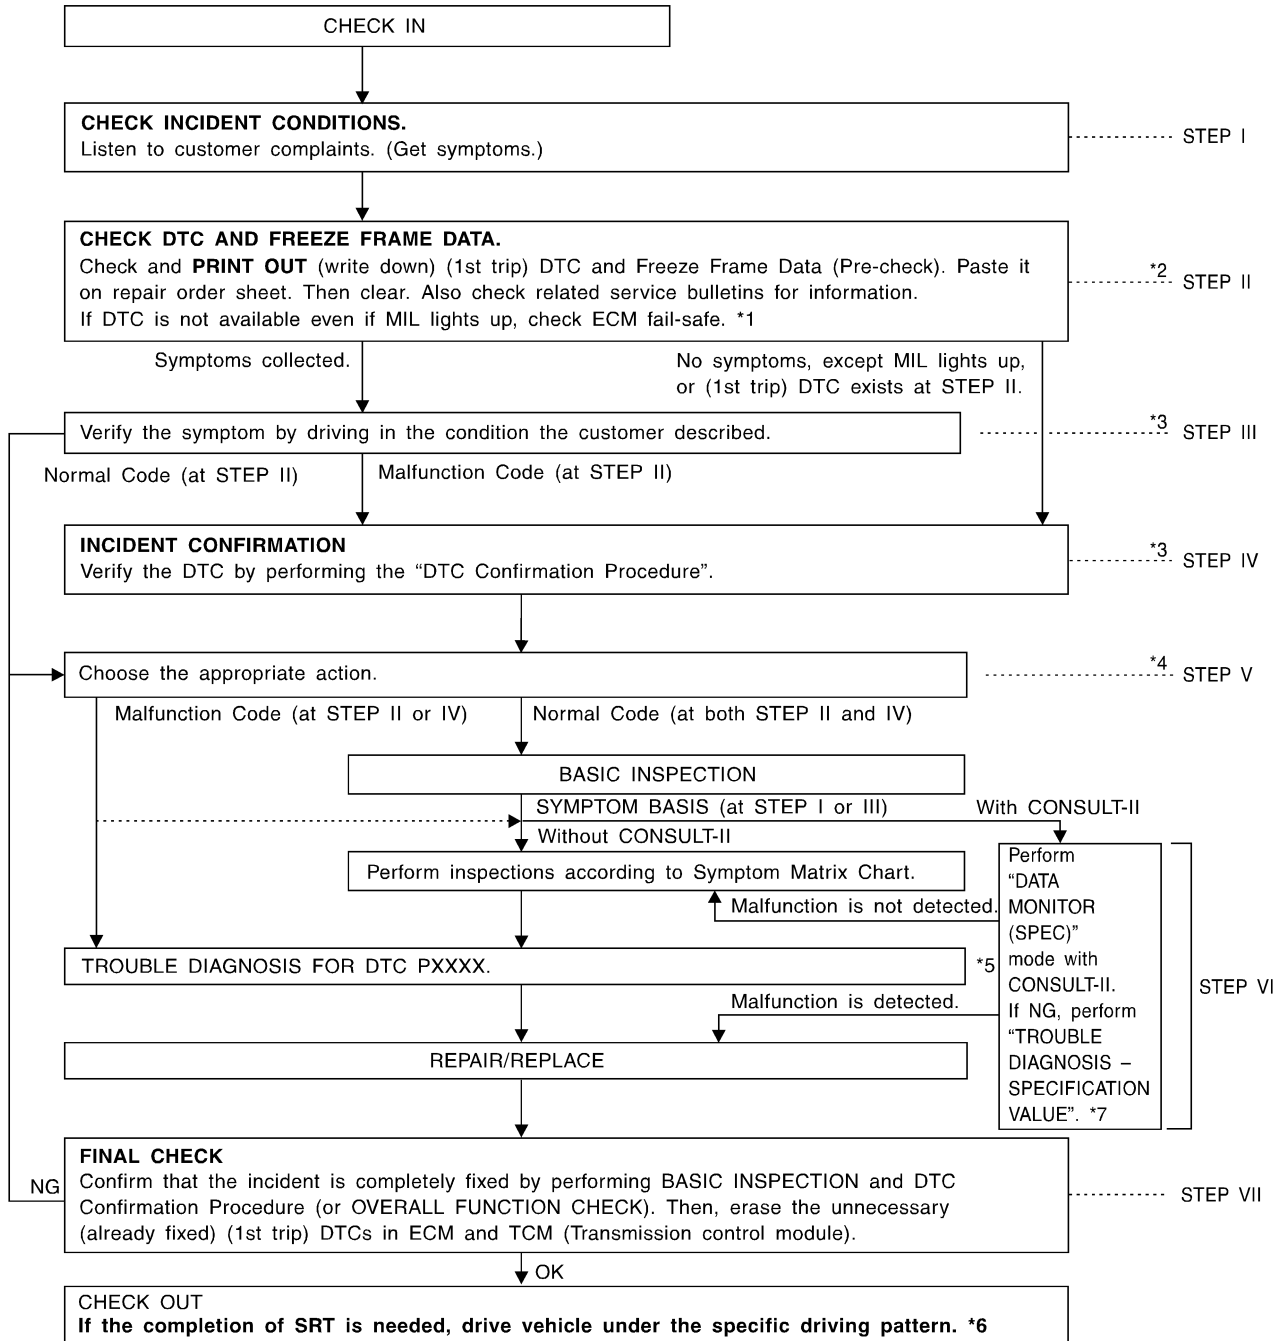 CHECK IN
CHECK INCIDENT CONDITIONS.
Listen to customer complaints. (Get symptoms.)
STEP I
CHECK DTC AND FREEZE FRAME DATA.
Check and PRINT OUT (write down) (1st trip) DTC and Freeze Frame Data (Pre-check). Paste it
on repair order sheet. Then clear. Also check related service bulletins for information.
If DTC is not available even if MIL lights up, check ECM fail-safe. *1
*2
STEP II
Symptoms collected.
No symptoms, except MIL lights up,
or (1st trip) DTC exists at STEP II.
Verify the symptom by driving in the condition the customer described.
*3
STEP III
Normal Code (at STEP II)
Malfunction Code (at STEP II)
INCIDENT CONFIRMATION
Verify the DTC by performing the “DTC Confirmation Procedure”.
*3
STEP IV
Choose the appropriate action.
*4
STEP V
Malfunction Code (at STEP II or IV)
Normal Code (at both STEP II and IV)
BASIC INSPECTION
SYMPTOM BASIS (at STEP I or III)
With CONSULT-II
Without CONSULT-II
Perform inspections according to Symptom Matrix Chart.
Malfunction is not detected.
Perform
“DATA
MONITOR
(SPEC)”
mode with
CONSULT-II.
If NG, perform
“TROUBLE
DIAGNOSIS –
SPECIFICATION
VALUE”. *7
STEP VI
TROUBLE DIAGNOSIS FOR DTC PXXXX.
*5
Malfunction is detected.
REPAIR/REPLACE
FINAL CHECK
Confirm that the incident is completely fixed by performing BASIC INSPECTION and DTC
Confirmation Procedure (or OVERALL FUNCTION CHECK). Then, erase the unnecessary
(already fixed) (1st trip) DTCs in ECM and TCM (Transmission control module).
NG
STEP VII
OK
CHECK OUT
If the completion of SRT is needed, drive vehicle under the specific driving pattern. *6